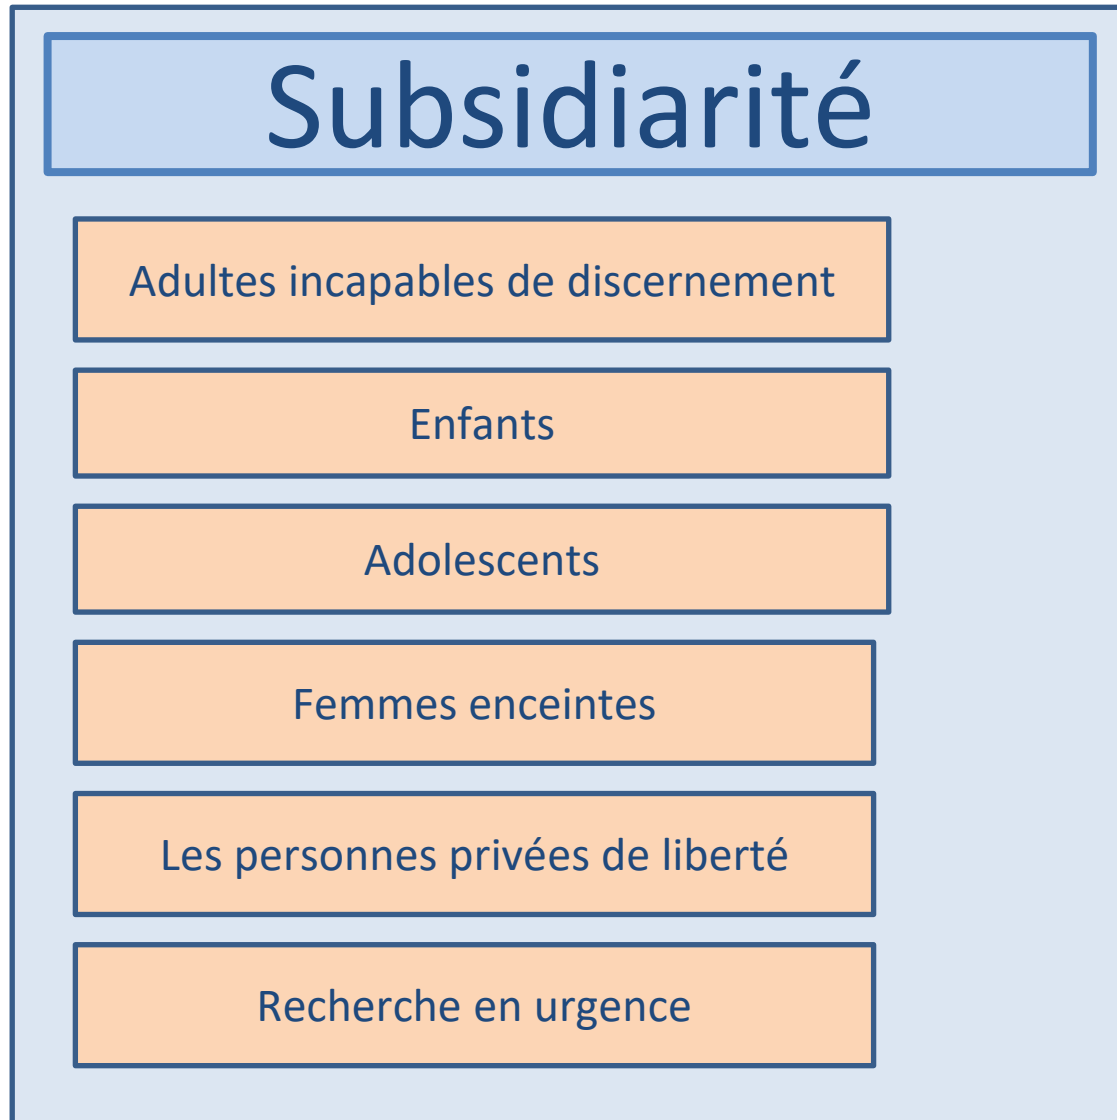 Subsidiarité
Adultes incapables de discernement
Enfants
Adolescents
Femmes enceintes
Les personnes privées de liberté
Recherche en urgence